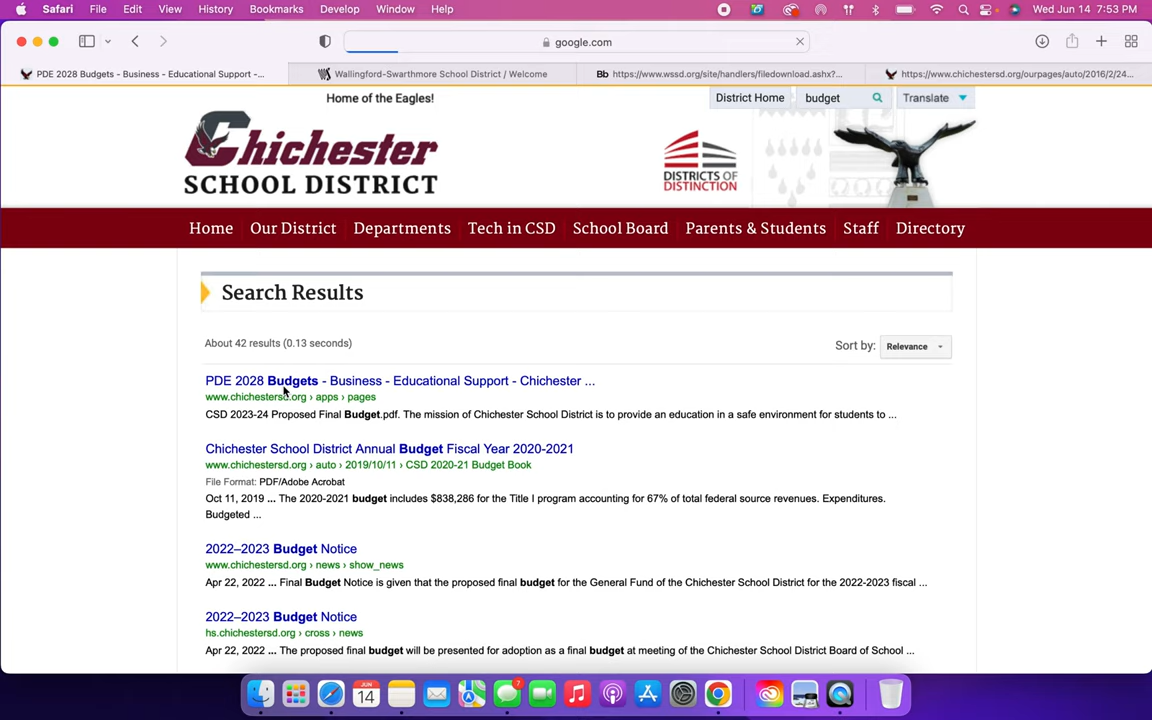 Safari File Edit View History Bookmarks Develop Window Help Wed Jun 14 7:53 PM
google.com
PDE 2028 Budgets - Business - Educational Support -... Wallingford-Swarthmore School District / Welcome Bb https://www.wssd.org/site/handlers/filedownload.ashx?... https://www.chichestersd.org/ourpages/auto/2016/2/24...
Home of the Eagles! District Home budget Translate
Chichester
SCHOOL DISTRICT
DISTRICTS OF
DISTINCTION
Home Our District Departments Tech in CSD School Board Parents & Students Staff Directory
Search Results
About 42 results (0.13 seconds) Sort by: Relevance
PDE 2028 Budgets - Business - Educational Support - Chichester ...
www.chichestersd.org › apps › pages
CSD 2023-24 Proposed Final Budget.pdf. The mission of Chichester School District is to provide an education in a safe environment for students to ...
Chichester School District Annual Budget Fiscal Year 2020-2021
www.chichestersd.org › auto › 2019/10/11 › CSD 2020-21 Budget Book
File Format: PDF/Adobe Acrobat
Oct 11, 2019 ... The 2020-2021 budget includes $838,286 for the Title I program accounting for 67% of total federal source revenues. Expenditures.
Budgeted ...
2022–2023 Budget Notice
www.chichestersd.org › news › show_news
Apr 22, 2022 ... Final Budget Notice is given that the proposed final budget for the General Fund of the Chichester School District for the 2022-2023 fiscal ...
2022–2023 Budget Notice
hs.chichestersd.org › cross › news
Apr 22, 2022 ... The proposed final budget will be presented for adoption as a final budget at meeting of the Chichester School District Board of School ...
JUN
14
7